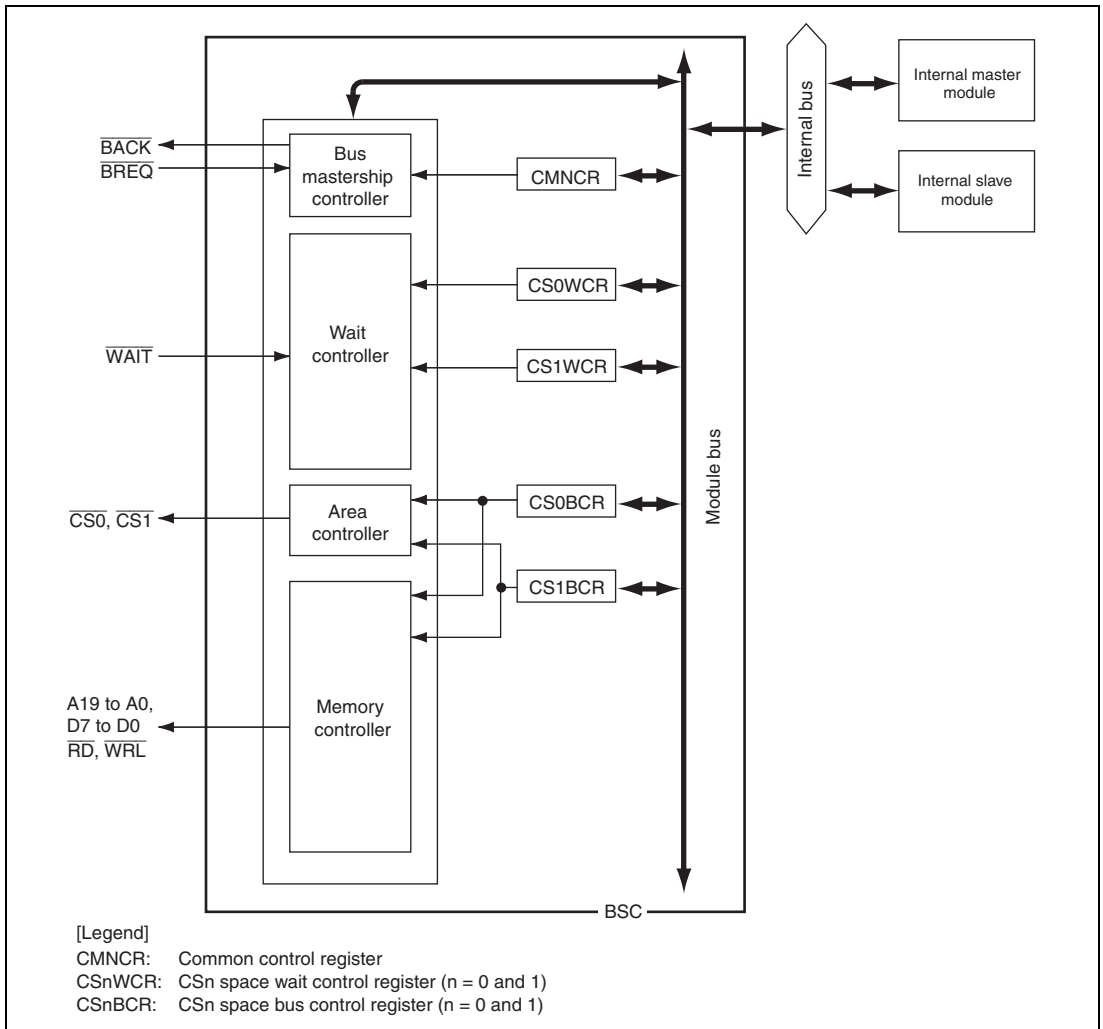 BACK
BREQ
Bus
mastership
controller
CMNCR
Internal bus
Internal master
module
Internal slave
module
CS0WCR
WAIT
Wait
controller
CS1WCR
Module bus
CS0, CS1
Area
controller
CS0BCR
CS1BCR
A19 to A0,
D7 to D0
RD, WRL
Memory
controller
BSC
[Legend]
CMNCR: Common control register
CSnWCR: CSn space wait control register (n = 0 and 1)
CSnBCR: CSn space bus control register (n = 0 and 1)